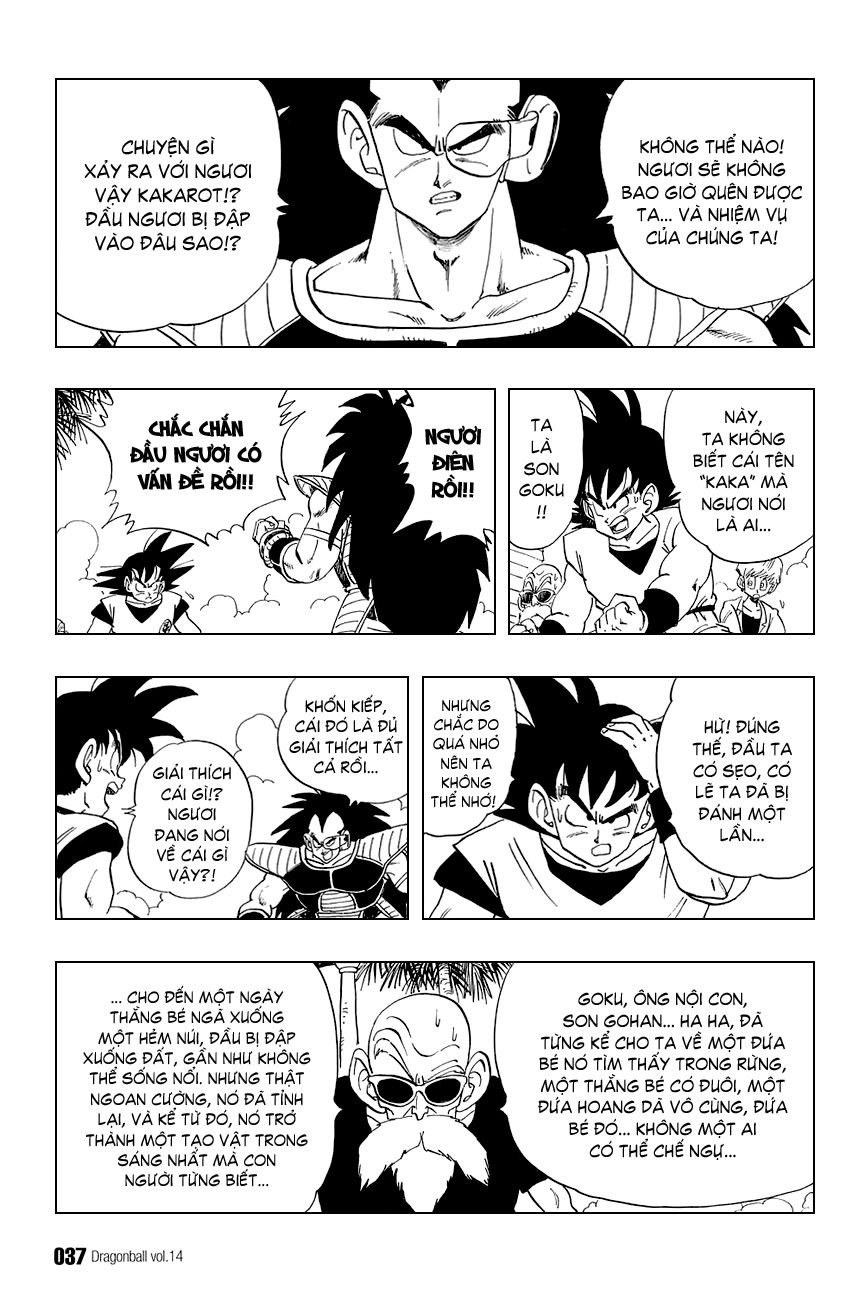 KHÔNG THỂ NÀO!
NGƯƠI SẼ KHÔNG
BAO GIỜ QUÊN ĐƯỢC
TA... VÀ NHIỆM VỤ
CỦA CHÚNG TA!
CHUYỆN GÌ
XẢY RA VỚI NGƯƠI
VẬY KAKAROT!?
ĐẦU NGƯƠI BỊ ĐẬP
VÀO ĐÂU SAO!?
NÀY,
TA KHÔNG
BIẾT CÁI TÊN
“KAKA” MÀ
NGƯƠI NÓI
LÀ AI...
TA
LÀ
SON
GOKU
!!
NGƯƠI
ĐIÊN
RỒI!!
CHẮC CHẮN
ĐẦU NGƯƠI CÓ
VẤN ĐỀ RỒI!!
HỪ! ĐÚNG
THẾ, ĐẦU TA
CÓ SẸO, CÓ
LẼ TA ĐÃ BỊ
ĐÁNH MỘT
LẦN...
NHƯNG
CHẮC DO
QUÁ NHỎ
NÊN TA
KHÔNG
THỂ NHỚ!
KHỐN KIẾP,
CÁI ĐÓ LÀ ĐỦ
GIẢI THÍCH TẤT
CẢ RỒI...
GIẢI THÍCH
CÁI GÌ!?
NGƯƠI
ĐANG NÓI
VỀ CÁI GÌ
VẬY?!
GOKU, ÔNG NỘI CON,
SON GOHAN... HA HA, ĐÃ
TỪNG KỂ CHO TA VỀ MỘT ĐỨA
BÉ NÓ TÌM THẤY TRONG RỪNG,
MỘT THẰNG BÉ CÓ ĐUÔI, MỘT
ĐỨA HOANG DÃ VÔ CÙNG, ĐỨA
BÉ ĐÓ... KHÔNG MỘT AI
CÓ THỂ CHẾ NGỰ...
... CHO ĐẾN MỘT NGÀY
THẰNG BÉ NGÃ XUỐNG
MỘT HẺM NÚI, ĐẦU BỊ ĐẬP
XUỐNG ĐẤT, GẦN NHƯ KHÔNG
THỂ SỐNG NỔI. NHƯNG THẬT
NGOAN CƯỜNG, NÓ ĐÃ TỈNH
LẠI, VÀ KỂ TỪ ĐÓ, NÓ TRỞ
THÀNH MỘT TẠO VẬT TRONG
SÁNG NHẤT MÀ CON
NGƯỜI TỪNG BIẾT...
037 Dragonball vol.14